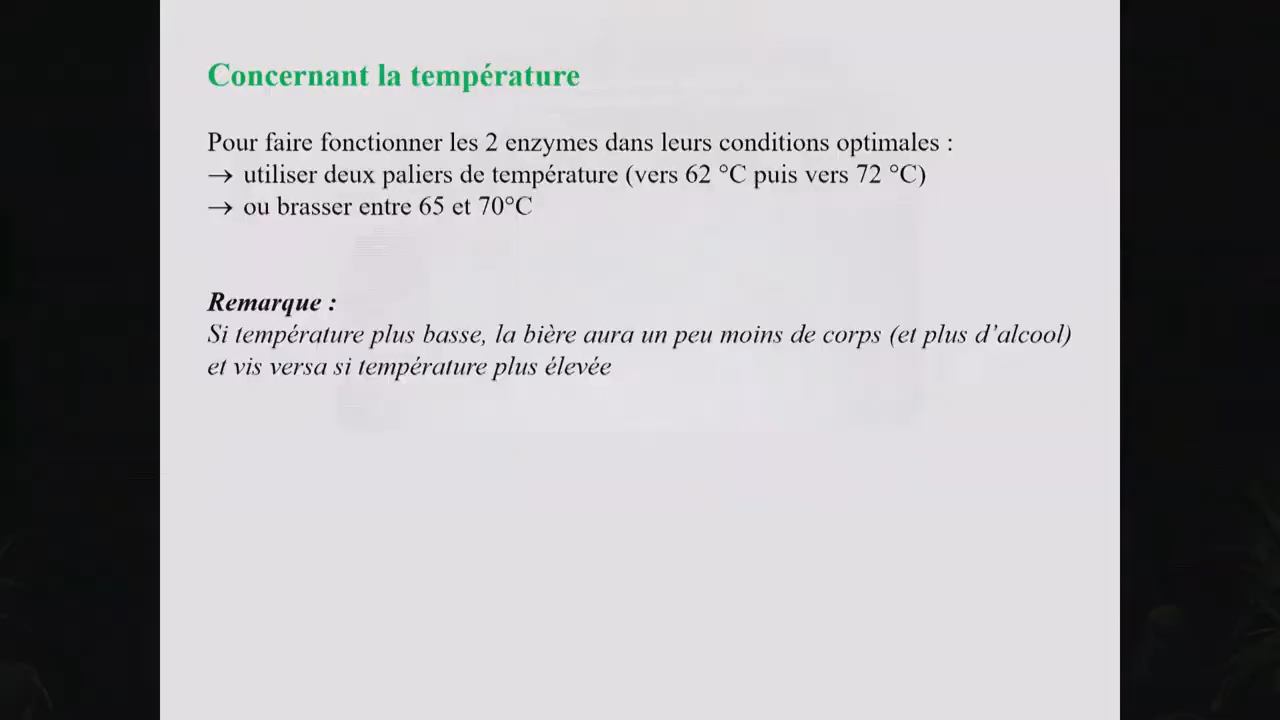 Concernant la température
Pour faire fonctionner les 2 enzymes dans leurs conditions optimales :
→ utiliser deux paliers de température (vers 62 °C puis vers 72 °C)
→ ou brasser entre 65 et 70°C
Remarque :
Si température plus basse, la bière aura un peu moins de corps (et plus d’alcool)
et vis versa si température plus élevée